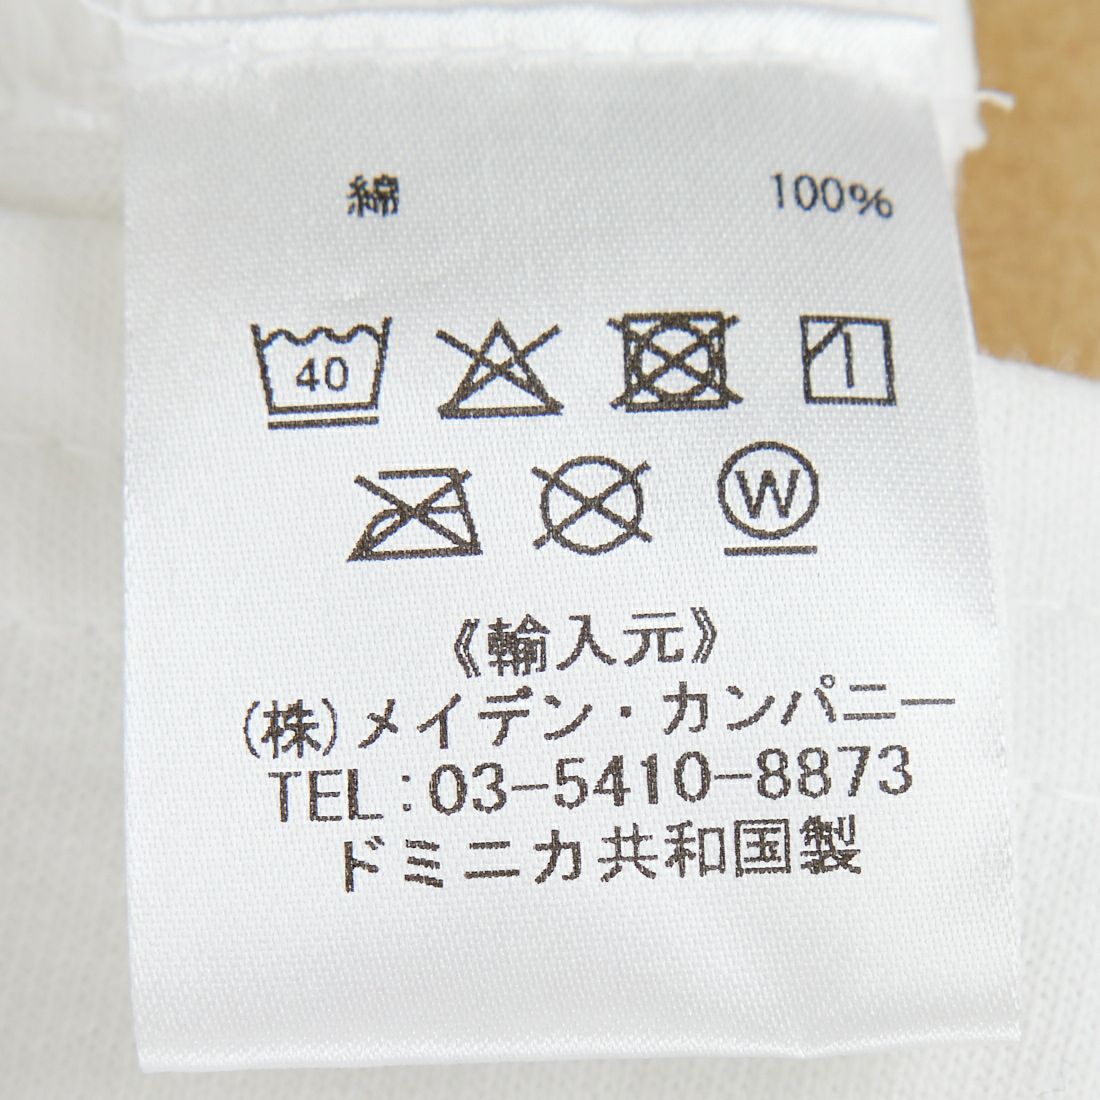 綿 100%
40
W
《輸入元》
(株)メイデン・カンパニー
TEL:03-5410-8873
ドミニカ共和国製